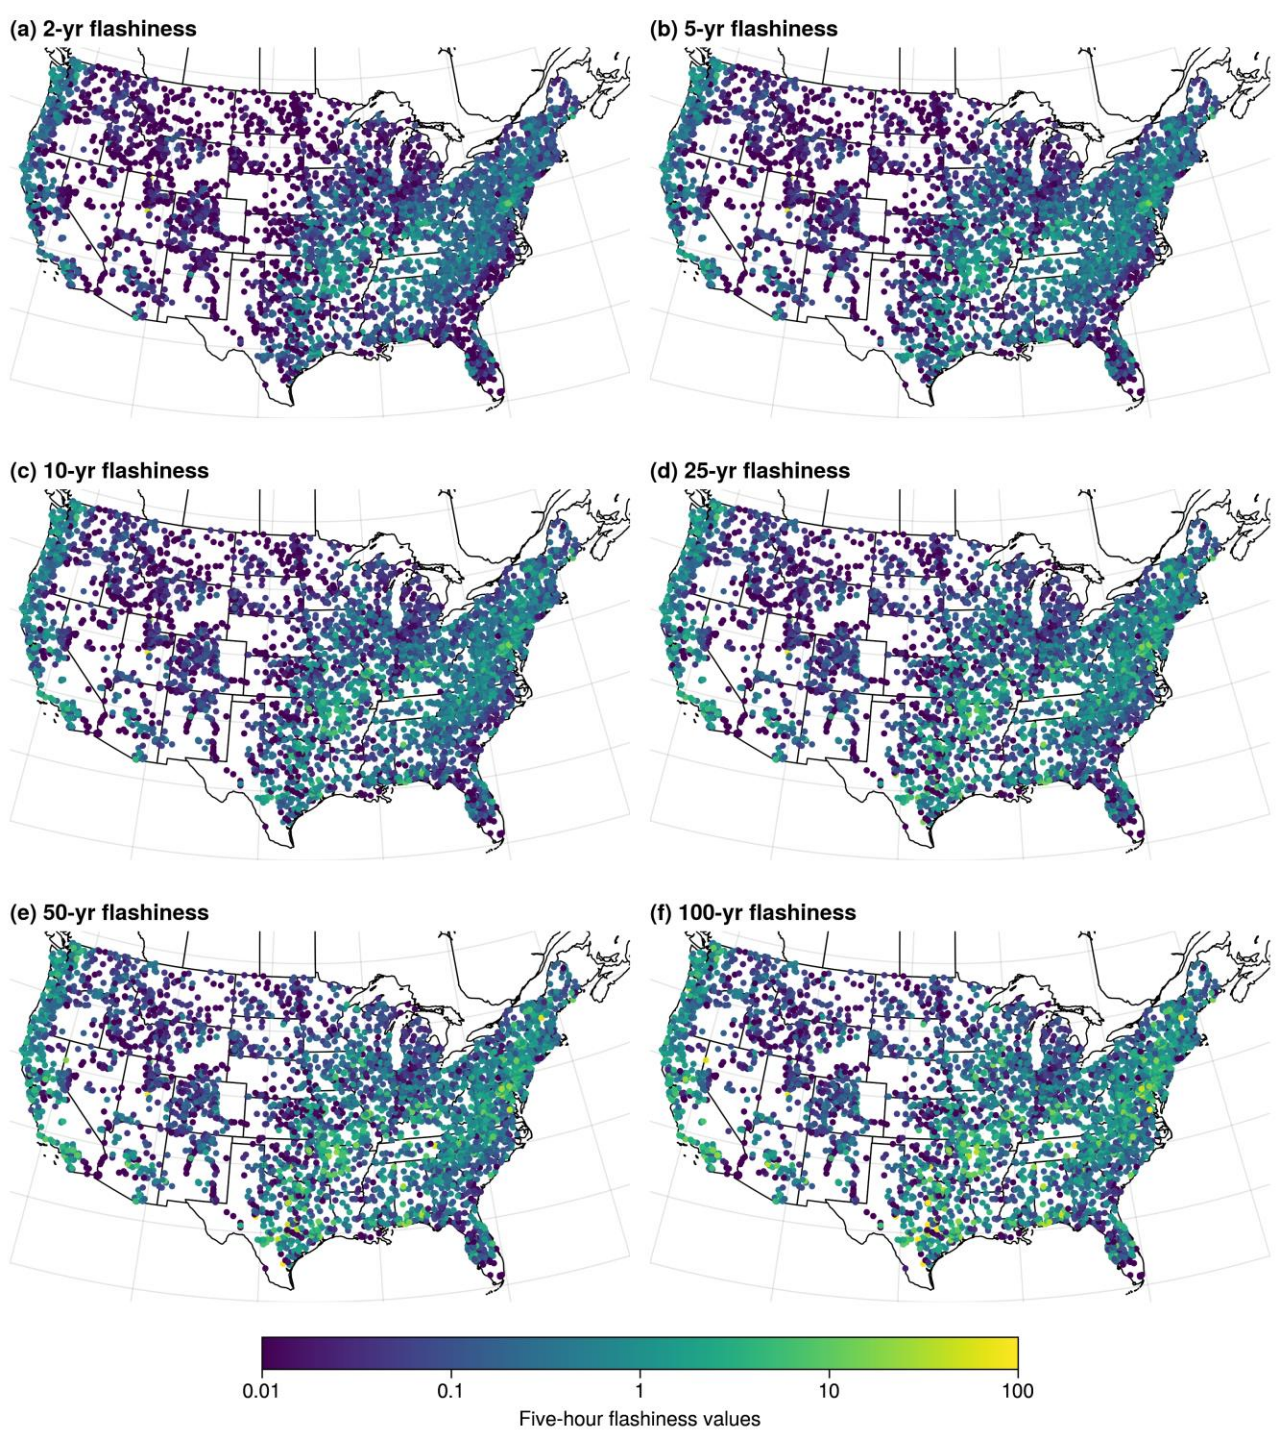 (a) 2-yr flashiness
(b) 5-yr flashiness
(c) 10-yr flashiness
(d) 25-yr flashiness
(e) 50-yr flashiness
(f) 100-yr flashiness
0.01 0.1 1 10 100
Five-hour flashiness values